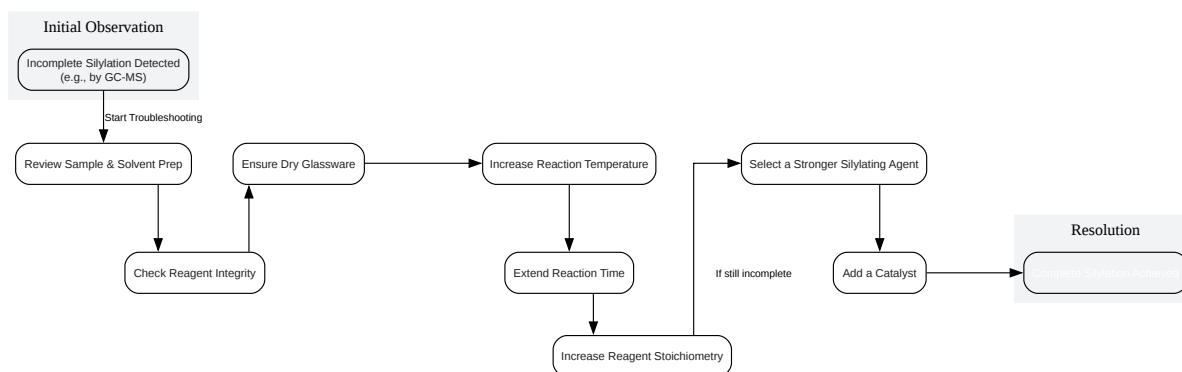 Initial Observation
Incomplete Silylation Detected
(e.g., by GC-MS)
Start Troubleshooting
Review Sample & Solvent Prep
Check Reagent Integrity
Ensure Dry Glassware
Increase Reaction Temperature
Extend Reaction Time
Increase Reagent Stoichiometry
If still incomplete
Select a Stronger Silylating Agent
Add a Catalyst
Resolution
Complete Silylation Achieved